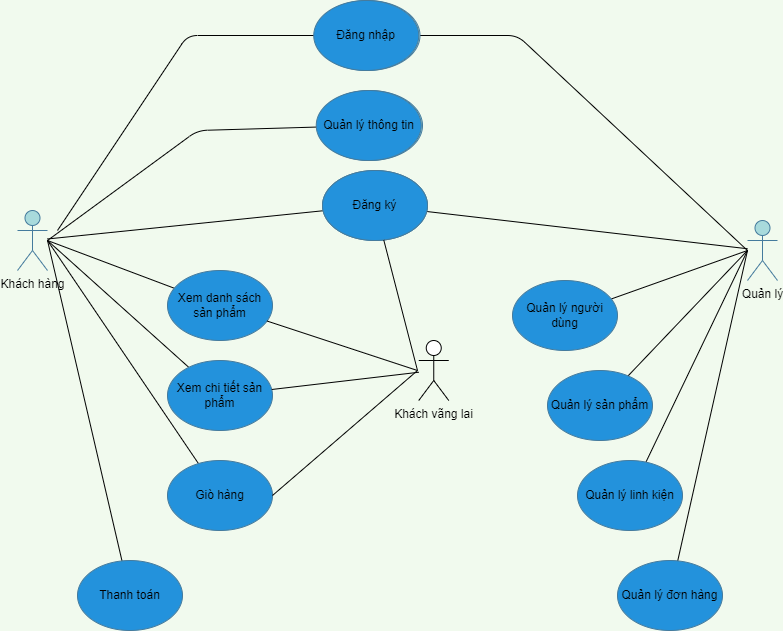 Đăng nhập
Quản lý thông tin
Đăng ký
Khách hàng
Quản lý
Xem danh sách
sản phẩm
Quản lý người
dùng
Xem chi tiết sản
phẩm
Khách vãng lai
Quản lý sản phẩm
Giỏ hàng
Quản lý linh kiện
Thanh toán
Quản lý đơn hàng